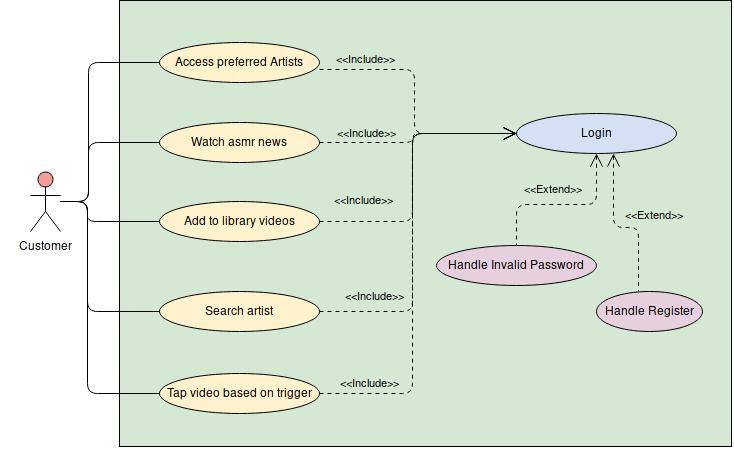 Access preferred Artists
<<Include>>
Watch asmr news
<<Include>>
Login
Add to library videos
<<Include>>
<<Extend>>
<<Extend>>
Customer
Handle Invalid Password
Search artist
<<Include>>
Handle Register
Tap video based on trigger
<<Include>>